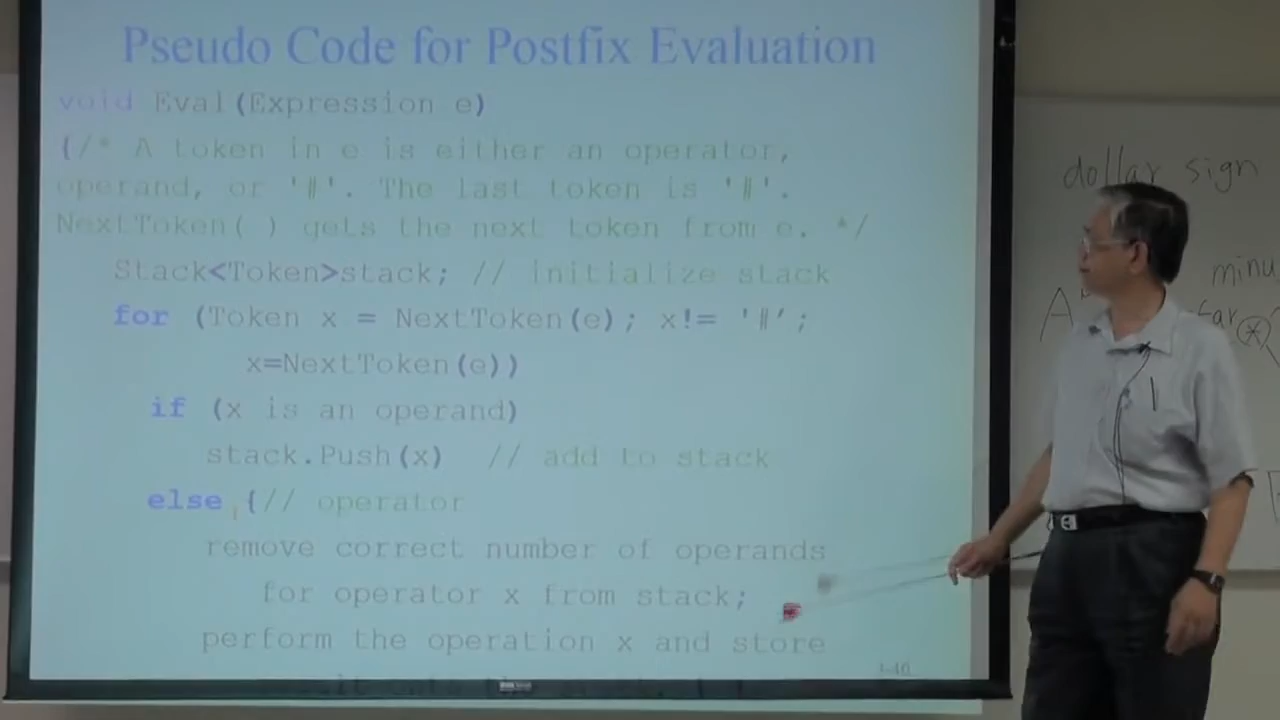 Pseudo Code for Postfix Evaluation
void Eval(Expression e)
{/* A token in e is either an operator,
operand, or '#'. The last token is '#'.
NextToken( ) gets the next token from e. */
Stack<Token>stack; // initialize stack
for (Token x = NextToken(e); x!= '#';
x=NextToken(e))
if (x is an operand)
stack.Push(x) // add to stack
else {// operator
remove correct number of operands
for operator x from stack;
perform the operation x and store
dollar sign
minu
A
far *